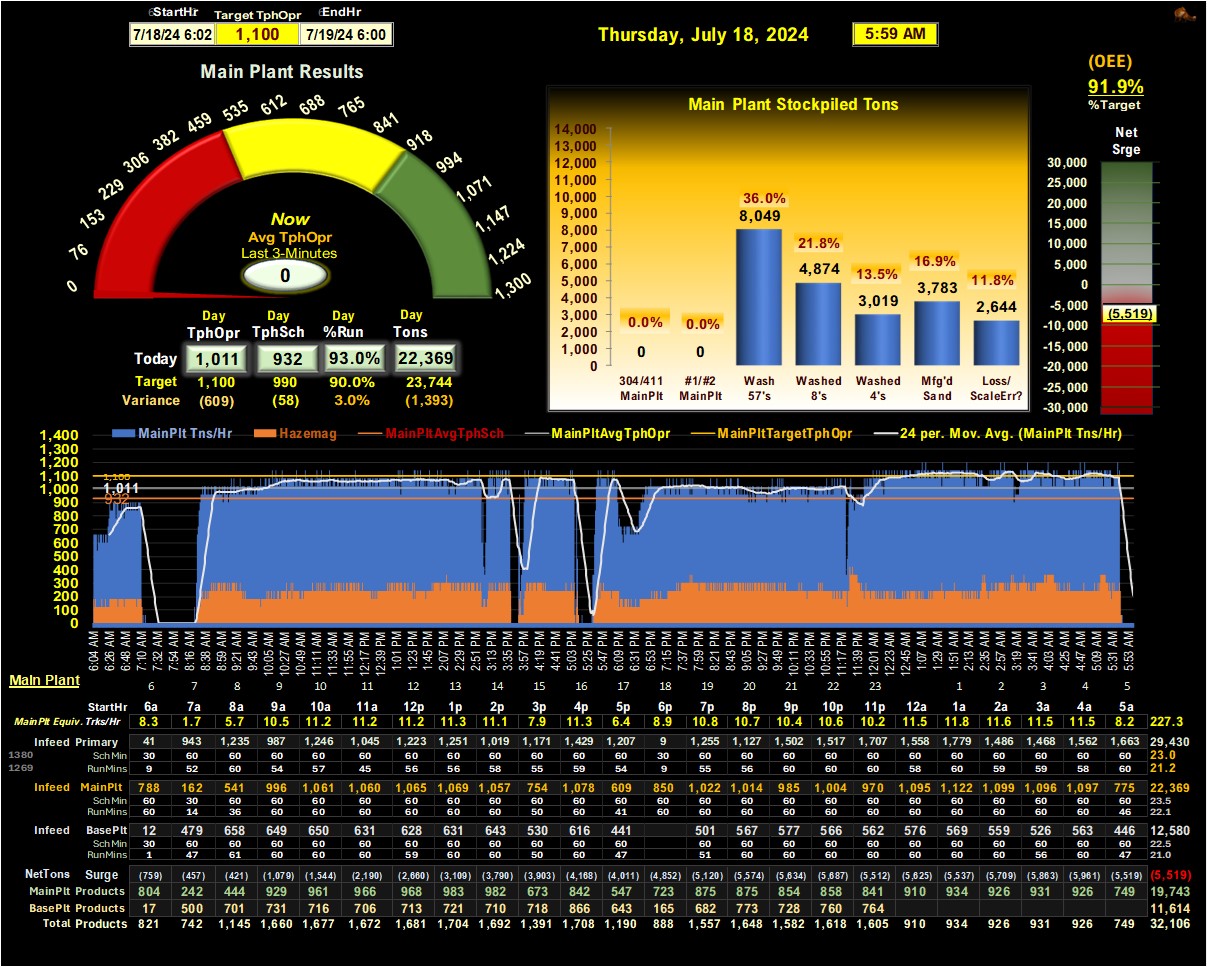 StartHr Target TphOpr EndHr
7/18/24 6:02 1,100 7/19/24 6:00
Thursday, July 18, 2024 5:59 AM
(OEE)
91.9%
%Target
Main Plant Results
0 76 153 229 306 382 459 535 612 688 765 841 918 994 1,071 1,147 1,224 1,300
Now
Avg TphOpr
Last 3-Minutes
0
Day Day Day Day
TphOpr TphSch %Run Tons
Today 1,011 932 93.0% 22,369
Target 1,100 990 90.0% 23,744
Variance (609) (58) 3.0% (1,393)
Main Plant Stockpiled Tons
14,000
13,000
12,000
11,000
10,000
9,000
8,000
7,000
6,000
5,000
4,000
3,000
2,000
1,000
0
0.0% 0.0% 36.0% 21.8% 13.5% 16.9% 11.8%
0 0 8,049 4,874 3,019 3,783 2,644
304/411 #1/#2 Wash Washed Washed Mfg'd Loss/
MainPlt MainPlt 57's 8's 4's Sand ScaleErr?
Net
Srge
30,000
25,000
20,000
15,000
10,000
5,000
0
-5,000
(5,519)
-10,000
-15,000
-20,000
-25,000
-30,000
MainPlt Tns/Hr Hazemag MainPltAvgTphSch MainPltAvgTphOpr MainPltTargetTphOpr 24 per. Mov. Avg. (MainPlt Tns/Hr)
1,400
1,300
1,200
1,100
1,000
900
800
700
600
500
400
300
200
100
0
1,100
1,011
932
6:04 AM 6:26 AM 6:48 AM 7:10 AM 7:32 AM 7:54 AM 8:16 AM 8:38 AM 8:59 AM 9:21 AM 9:43 AM 10:05 AM 10:27 AM 10:49 AM 11:11 AM 11:33 AM 11:55 AM 12:17 PM 12:39 PM 1:01 PM 1:23 PM 1:45 PM 2:07 PM 2:29 PM 2:51 PM 3:13 PM 3:35 PM 3:57 PM 4:19 PM 4:41 PM 5:03 PM 5:25 PM 5:47 PM 6:09 PM 6:31 PM 6:53 PM 7:15 PM 7:37 PM 7:59 PM 8:21 PM 8:43 PM 9:05 PM 9:27 PM 9:49 PM 10:11 PM 10:33 PM 10:55 PM 11:17 PM 11:39 PM 12:01 AM 12:23 AM 12:45 AM 1:07 AM 1:29 AM 1:51 AM 2:13 AM 2:35 AM 2:57 AM 3:19 AM 3:41 AM 4:03 AM 4:25 AM 4:47 AM 5:09 AM 5:31 AM 5:53 AM
Main Plant
6 7 8 9 10 11 12 13 14 15 16 17 18 19 20 21 22 23 1 2 3 4 5
StartHr 6a 7a 8a 9a 10a 11a 12p 1p 2p 3p 4p 5p 6p 7p 8p 9p 10p 11p 12a 1a 2a 3a 4a 5a
MainPlt Equiv. Trks/Hr 8.3 1.7 5.7 10.5 11.2 11.2 11.2 11.3 11.1 7.9 11.3 6.4 8.9 10.8 10.7 10.4 10.6 10.2 11.5 11.8 11.6 11.5 11.5 8.2 227.3
Infeed Primary 41 943 1,235 987 1,246 1,045 1,223 1,251 1,019 1,171 1,429 1,207 9 1,255 1,127 1,502 1,517 1,707 1,558 1,779 1,486 1,468 1,562 1,663 29,430
1380 Sch Min 30 60 60 60 60 60 60 60 60 60 60 60 30 60 60 60 60 60 60 60 60 60 60 60 23.0
1269 RunMins 9 52 60 54 57 45 56 56 58 55 59 54 9 55 56 60 60 60 58 60 59 59 58 60 21.2
Infeed MainPlt 788 162 541 996 1,061 1,060 1,065 1,069 1,057 754 1,078 609 850 1,022 1,014 985 1,004 970 1,095 1,122 1,099 1,096 1,097 775 22,369
Sch Min 60 30 60 60 60 60 60 60 60 60 60 60 60 60 60 60 60 60 60 60 60 60 60 60 23.5
RunMins 60 14 36 60 60 60 60 60 60 50 60 41 60 60 60 60 60 60 60 60 60 60 60 46 22.1
Infeed BasePlt 12 479 658 649 650 631 628 631 643 530 616 441 501 567 577 566 562 576 569 559 526 563 446 12,580
Sch Min 30 60 60 60 60 60 60 60 60 60 60 60 60 60 60 60 60 60 60 60 60 60 60 22.5
RunMins 1 47 61 60 60 60 59 60 60 50 60 47 51 60 60 60 60 60 60 60 56 60 47 21.0
NetTons Surge (759) (457) (421) (1,079) (1,544) (2,190) (2,660) (3,109) (3,790) (3,903) (4,168) (4,011) (4,852) (5,120) (5,574) (5,634) (5,687) (5,512) (5,625) (5,537) (5,709) (5,863) (5,961) (5,519) (5,519)
MainPlt Products 804 242 444 929 961 966 968 983 982 673 842 547 723 875 875 854 858 841 910 934 926 931 926 749 19,743
BasePlt Products 17 500 701 731 716 706 713 721 710 718 866 643 165 682 773 728 760 764 11,614
Total Products 821 742 1,145 1,660 1,677 1,672 1,681 1,704 1,692 1,391 1,708 1,190 888 1,557 1,648 1,582 1,618 1,605 910 934 926 931 926 749 32,106